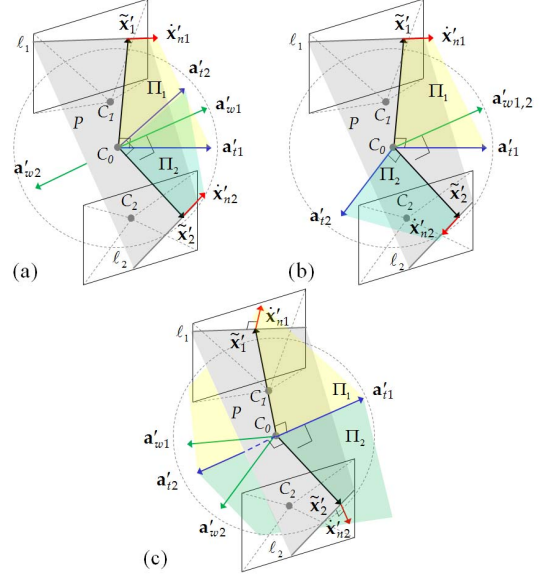 x̃′₁
ẋ′ₙ₁
ℓ₁
a′ₜ₂
C₁
Π₁
a′w₁
P
C₀
a′ₜ₁
a′w₂
Π₂
C₂
ẋ′ₙ₂
x̃′₂
ℓ₂
(a)
x̃′₁
ẋ′ₙ₁
ℓ₁
C₁
Π₁
a′w₁,₂
P
C₀
a′ₜ₁
Π₂
C₂
x̃′₂
a′ₜ₂
ẋ′ₙ₂
ℓ₂
(b)
ẋ′ₙ₁
ℓ₁
x̃′₁
C₁
Π₁
a′ₜ₁
P
C₀
a′w₁
Π₂
a′ₜ₂
C₂
x̃′₂
a′w₂
ẋ′ₙ₂
ℓ₂
(c)